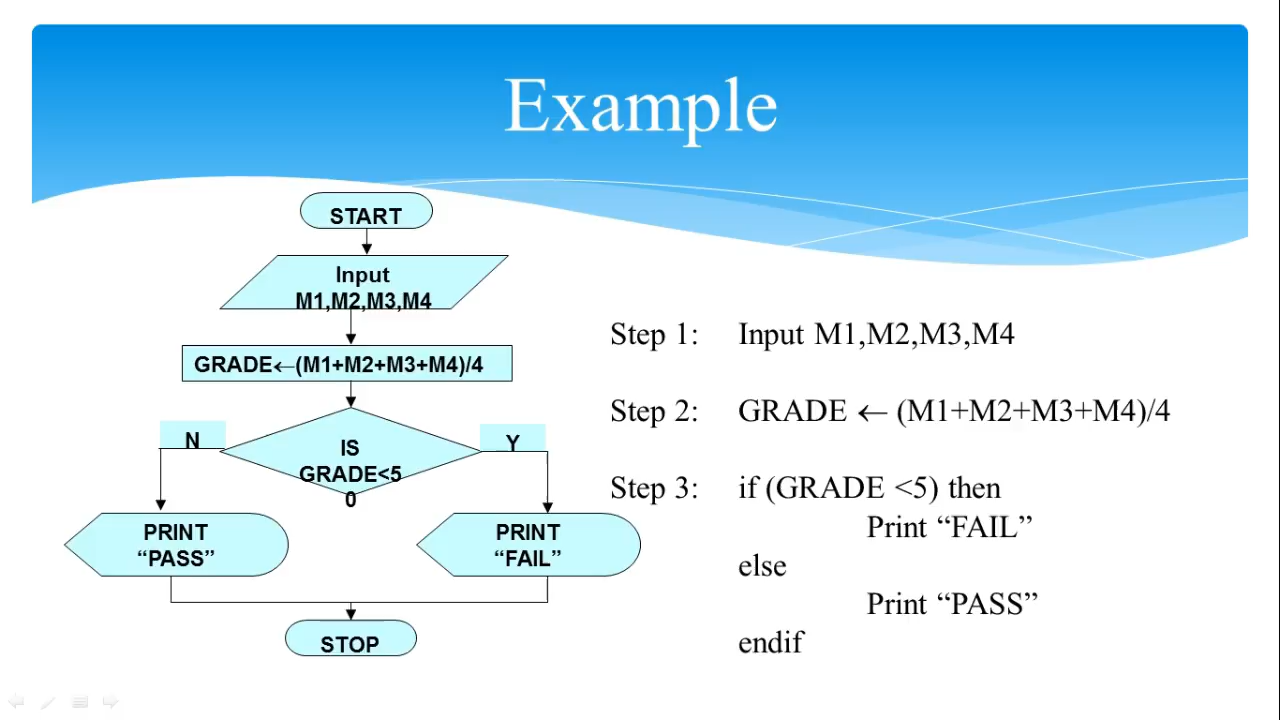 Example
START
Input
M1,M2,M3,M4
GRADE←(M1+M2+M3+M4)/4
N
IS
GRADE<5
0
Y
PRINT
“PASS”
PRINT
“FAIL”
STOP
Step 1: Input M1,M2,M3,M4
Step 2: GRADE ← (M1+M2+M3+M4)/4
Step 3: if (GRADE <5) then
Print “FAIL”
else
Print “PASS”
endif